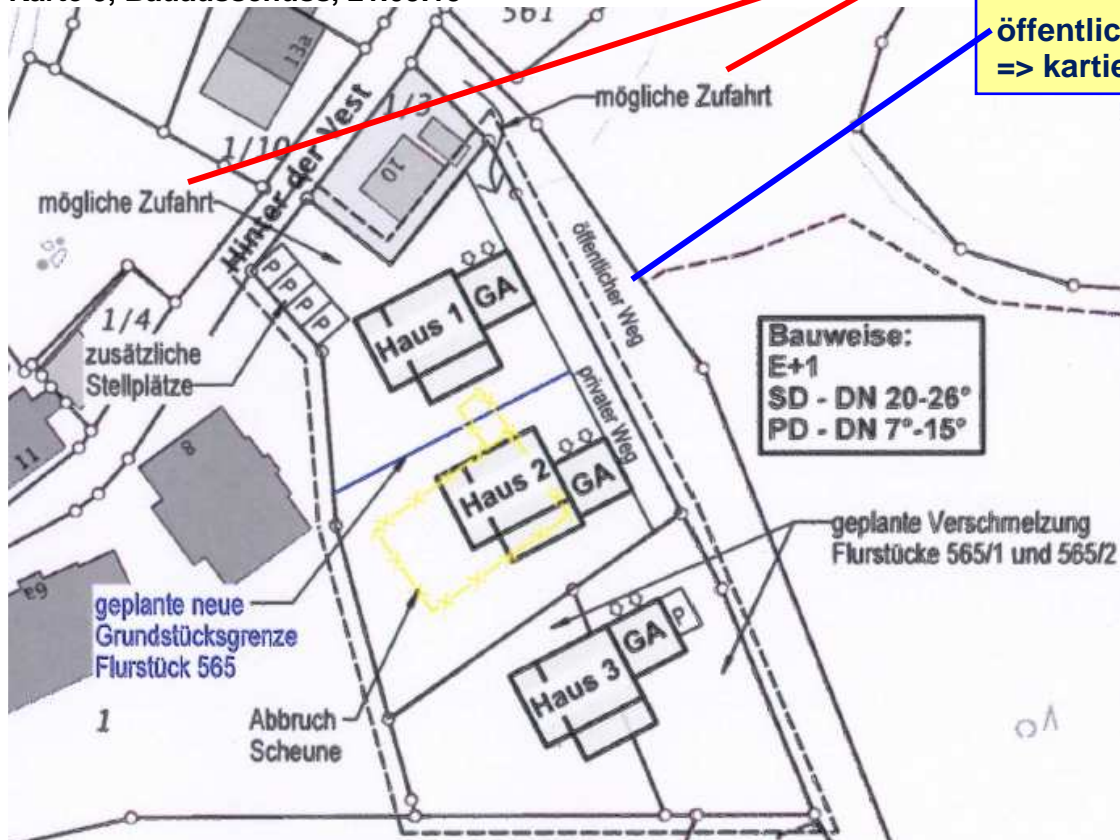 561
öffentlic
=> kartie
13a
mögliche Zufahrt
1/3
1/10
10
Hinter der Vest
mögliche Zufahrt
P
P
P
P
GA
öffentlicher Weg
1/4
Haus 1
zusätzliche
Stellplätze
Bauweise:
E+1
SD - DN 20-26°
PD - DN 7°-15°
privater Weg
11
8
Haus 2
GA
geplante Verschmelzung
Flurstücke 565/1 und 565/2
6a
geplante neue
Grundstücksgrenze
Flurstück 565
P
GA
Haus 3
1
Abbruch
Scheune